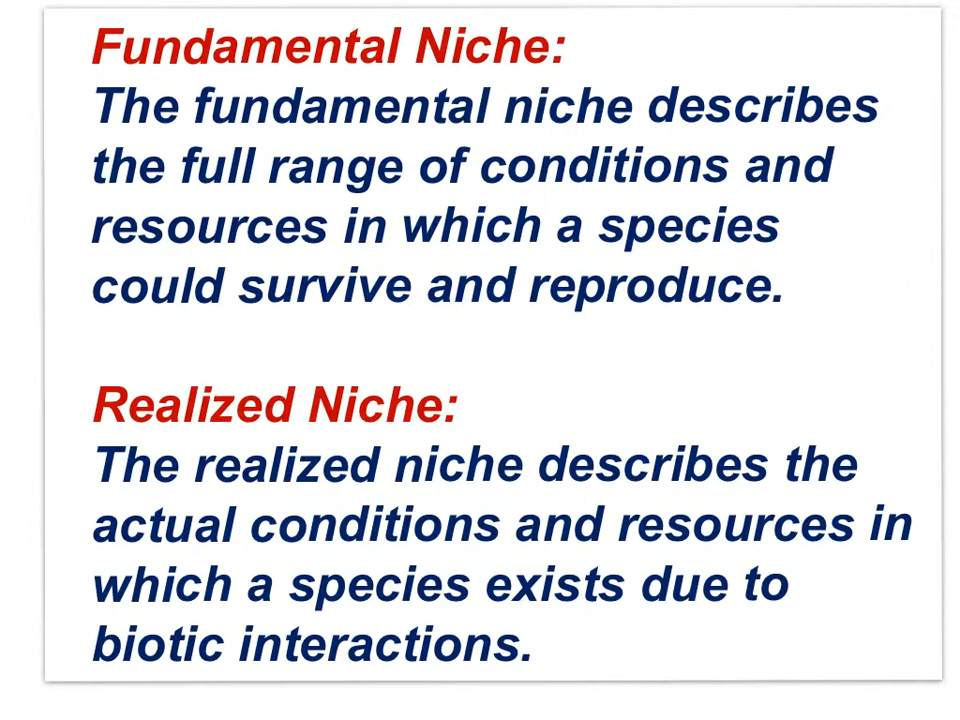 Fundamental Niche:
The fundamental niche describes
the full range of conditions and
resources in which a species
could survive and reproduce.
Realized Niche:
The realized niche describes the
actual conditions and resources in
which a species exists due to
biotic interactions.